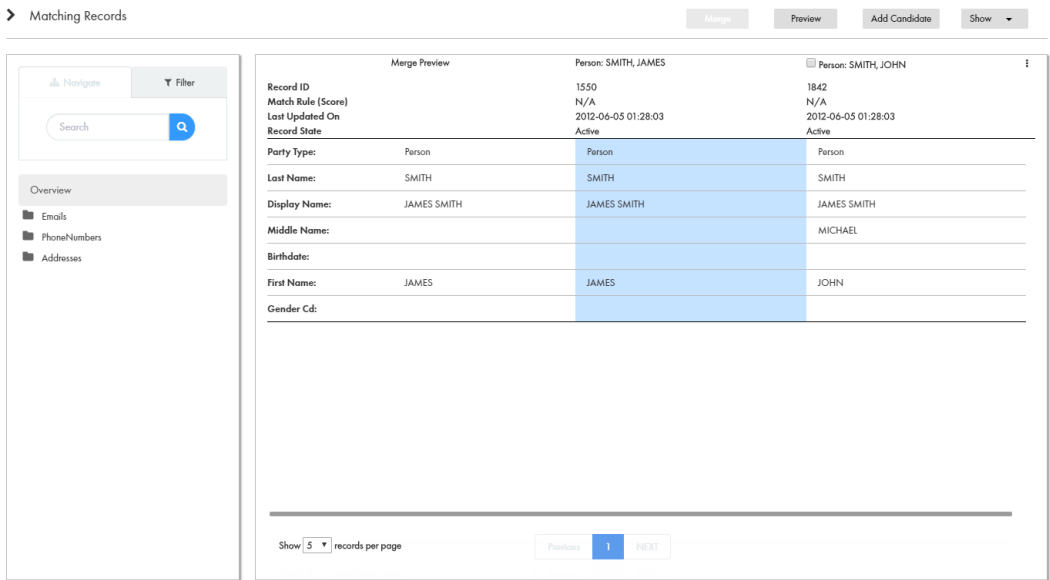 Matching Records
Merge Preview Add Candidate Show
Navigate Filter
Search
Overview
Emails
PhoneNumbers
Addresses
Merge Preview Person: SMITH, JAMES Person: SMITH, JOHN
Record ID 1550 1842
Match Rule (Score) N/A N/A
Last Updated On 2012-06-05 01:28:03 2012-06-05 01:28:03
Record State Active Active
Party Type: Person Person Person
Last Name: SMITH SMITH SMITH
Display Name: JAMES SMITH JAMES SMITH JAMES SMITH
Middle Name: MICHAEL
Birthdate:
First Name: JAMES JAMES JOHN
Gender Cd:
Show 5 records per page Previous 1 NEXT